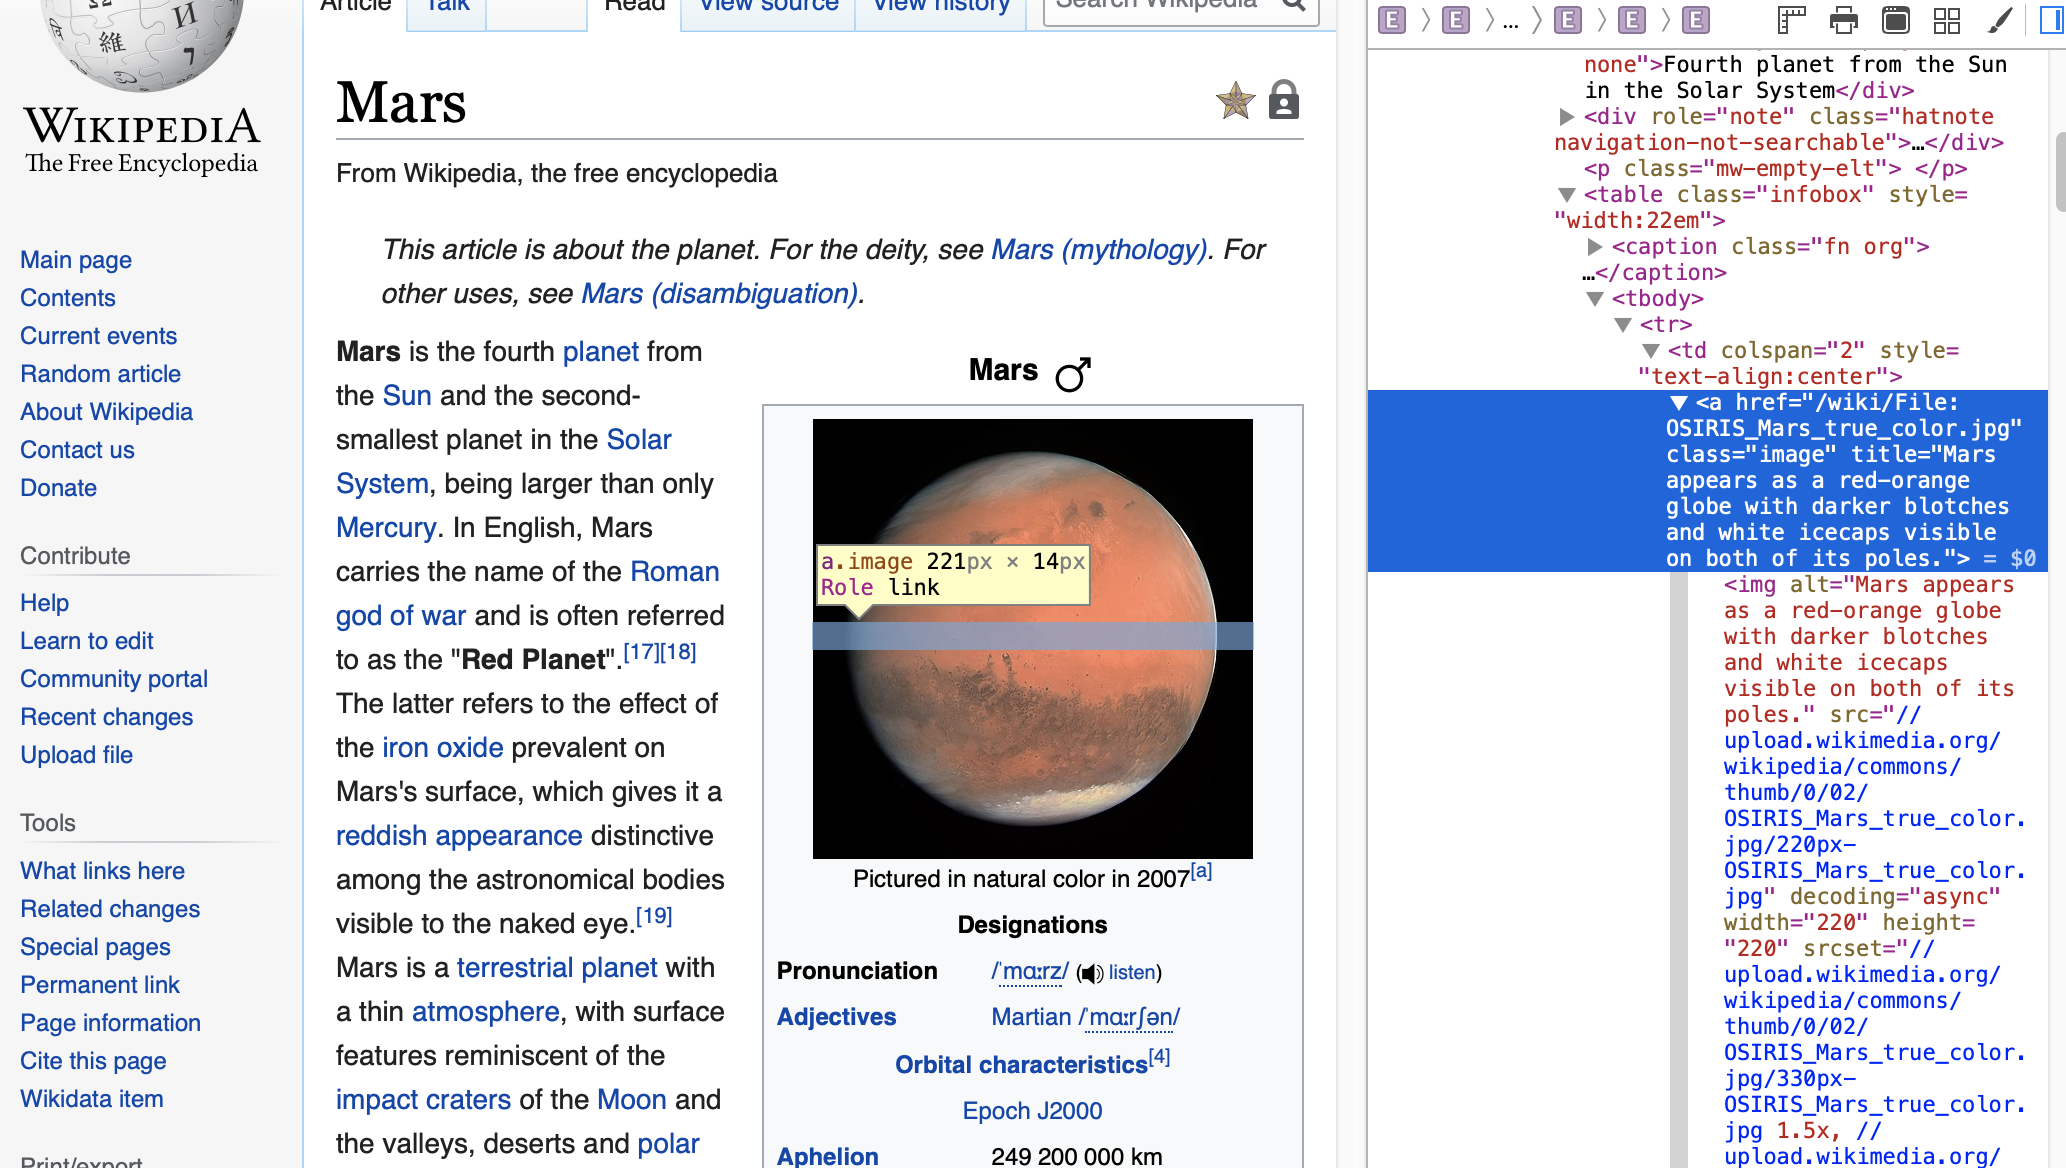 Article
Talk
Read
View source
View history
Search Wikipedia
WIKIPEDIA
The Free Encyclopedia
Main page
Contents
Current events
Random article
About Wikipedia
Contact us
Donate
Contribute
Help
Learn to edit
Community portal
Recent changes
Upload file
Tools
What links here
Related changes
Special pages
Permanent link
Page information
Cite this page
Wikidata item
Print/export
Mars
From Wikipedia, the free encyclopedia
This article is about the planet. For the deity, see Mars (mythology). For
other uses, see Mars (disambiguation).
Mars is the fourth planet from
the Sun and the second-
smallest planet in the Solar
System, being larger than only
Mercury. In English, Mars
carries the name of the Roman
god of war and is often referred
to as the "Red Planet".[17][18]
The latter refers to the effect of
the iron oxide prevalent on
Mars's surface, which gives it a
reddish appearance distinctive
among the astronomical bodies
visible to the naked eye.[19]
Mars is a terrestrial planet with
a thin atmosphere, with surface
features reminiscent of the
impact craters of the Moon and
the valleys, deserts and polar
Mars ♂
a.image 221px × 14px
Role link
Pictured in natural color in 2007[a]
Designations
Pronunciation /ˈmɑːrz/ (listen)
Adjectives Martian /ˈmɑːrʃən/
Orbital characteristics[4]
Epoch J2000
Aphelion 249 200 000 km
E 〉 E 〉 … 〉 E 〉 E 〉 E
none">Fourth planet from the Sun
in the Solar System</div>
<div role="note" class="hatnote
navigation-not-searchable">…</div>
<p class="mw-empty-elt"> </p>
<table class="infobox" style=
"width:22em">
<caption class="fn org">
…</caption>
<tbody>
<tr>
<td colspan="2" style=
"text-align:center">
<a href="/wiki/File:
OSIRIS_Mars_true_color.jpg"
class="image" title="Mars
appears as a red-orange
globe with darker blotches
and white icecaps visible
on both of its poles."> = $0
<img alt="Mars appears
as a red-orange globe
with darker blotches
and white icecaps
visible on both of its
poles." src="//
upload.wikimedia.org/
wikipedia/commons/
thumb/0/02/
OSIRIS_Mars_true_color.
jpg/220px-
OSIRIS_Mars_true_color.
jpg" decoding="async"
width="220" height=
"220" srcset="//
upload.wikimedia.org/
wikipedia/commons/
thumb/0/02/
OSIRIS_Mars_true_color.
jpg/330px-
OSIRIS_Mars_true_color.
jpg 1.5x, //
upload.wikimedia.org/